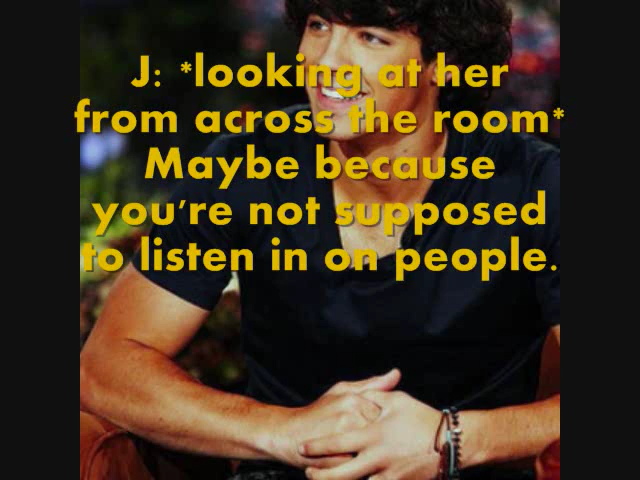 J: *looking at her
from across the room*
Maybe because
you're not supposed
to listen in on people.